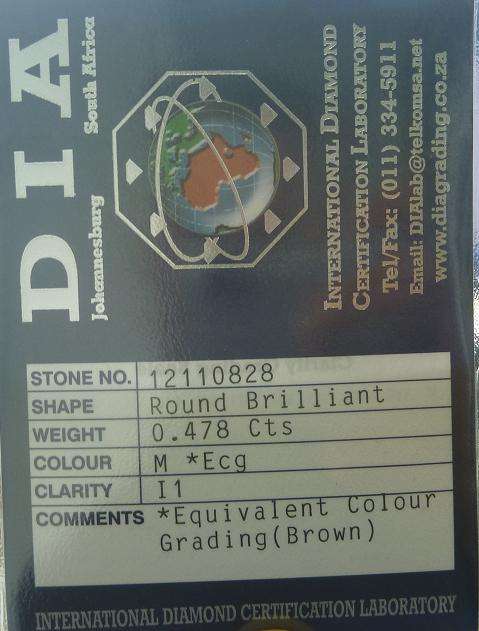 DIA
Johannesburg South Africa
INTERNATIONAL DIAMOND
CERTIFICATION LABORATORY
Tel/Fax: (011) 334-5911
Email: DIAlab@telkomsa.net
www.diagrading.co.za
STONE NO. 12110828
SHAPE Round Brilliant
WEIGHT 0.478 Cts
COLOUR M *Ecg
CLARITY I1
COMMENTS *Equivalent Colour
Grading(Brown)
INTERNATIONAL DIAMOND CERTIFICATION LABORATORY